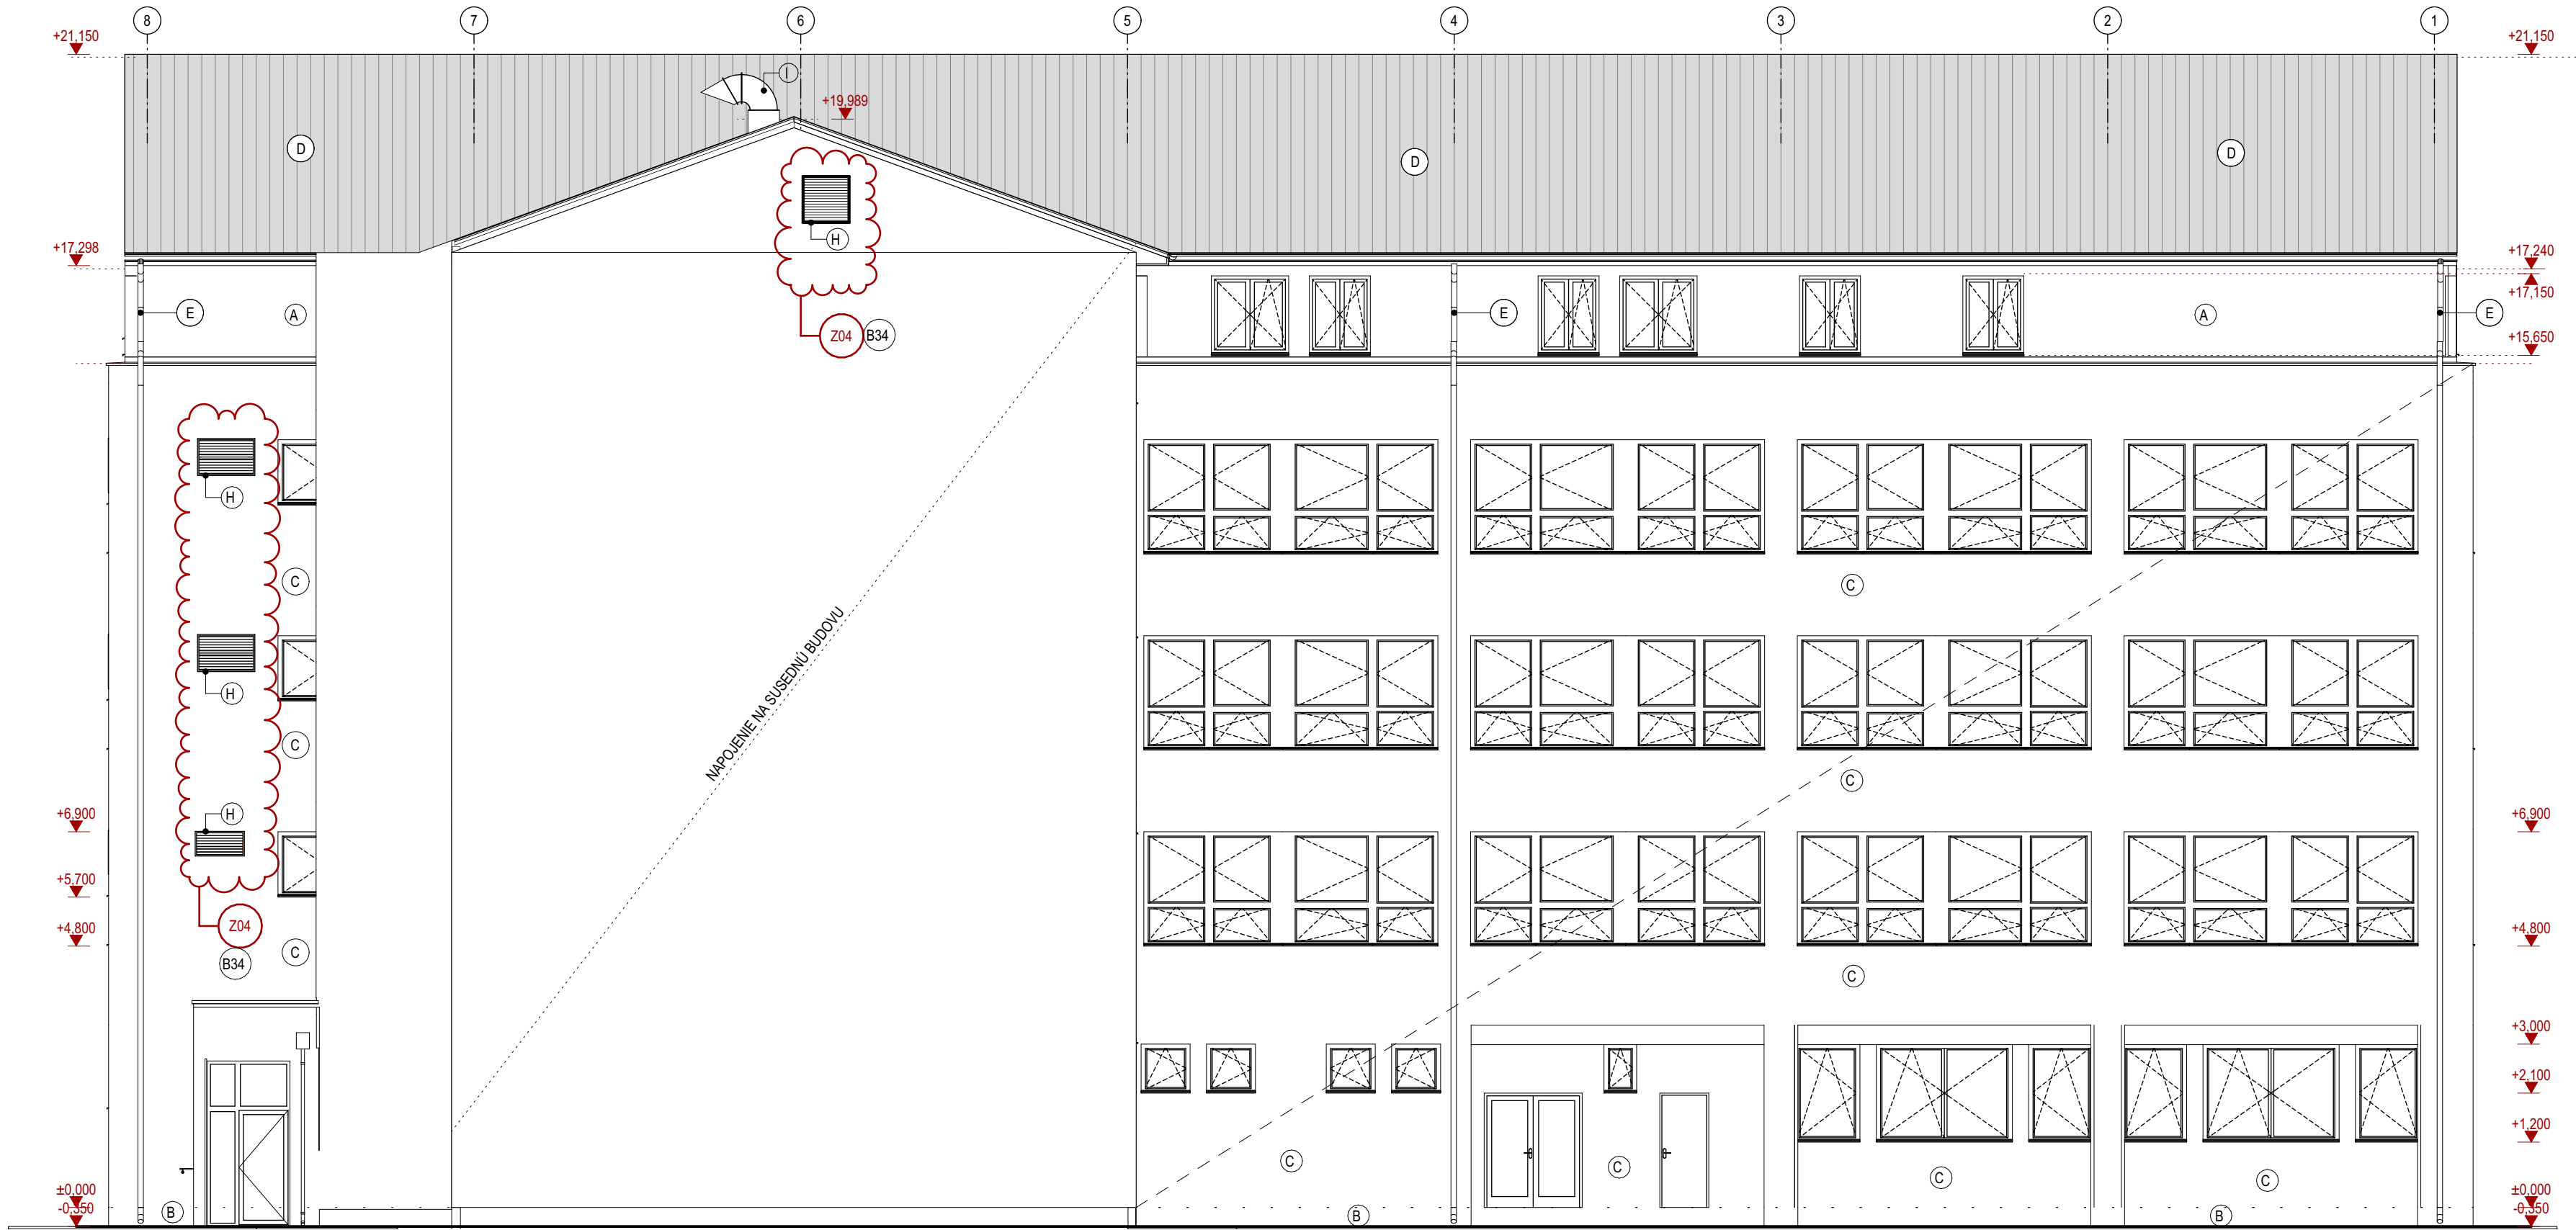 8 7 6 5 4 3 2 1
+21,150 +21,150
I
+19,989
D D D
H
+17,298 +17,240
+17,150
E A E A E
Z04 B34
+15,650
H
C C
NAPOJENIE NA SUSEDNÚ BUDOVU
H
C C
H
+6,900 +6,900
+5,700
+4,800 Z04 +4,800
B34 C C
+3,000
+2,100
+1,200
C C C C
±0,000 ±0,000
-0,350 B B B -0,350